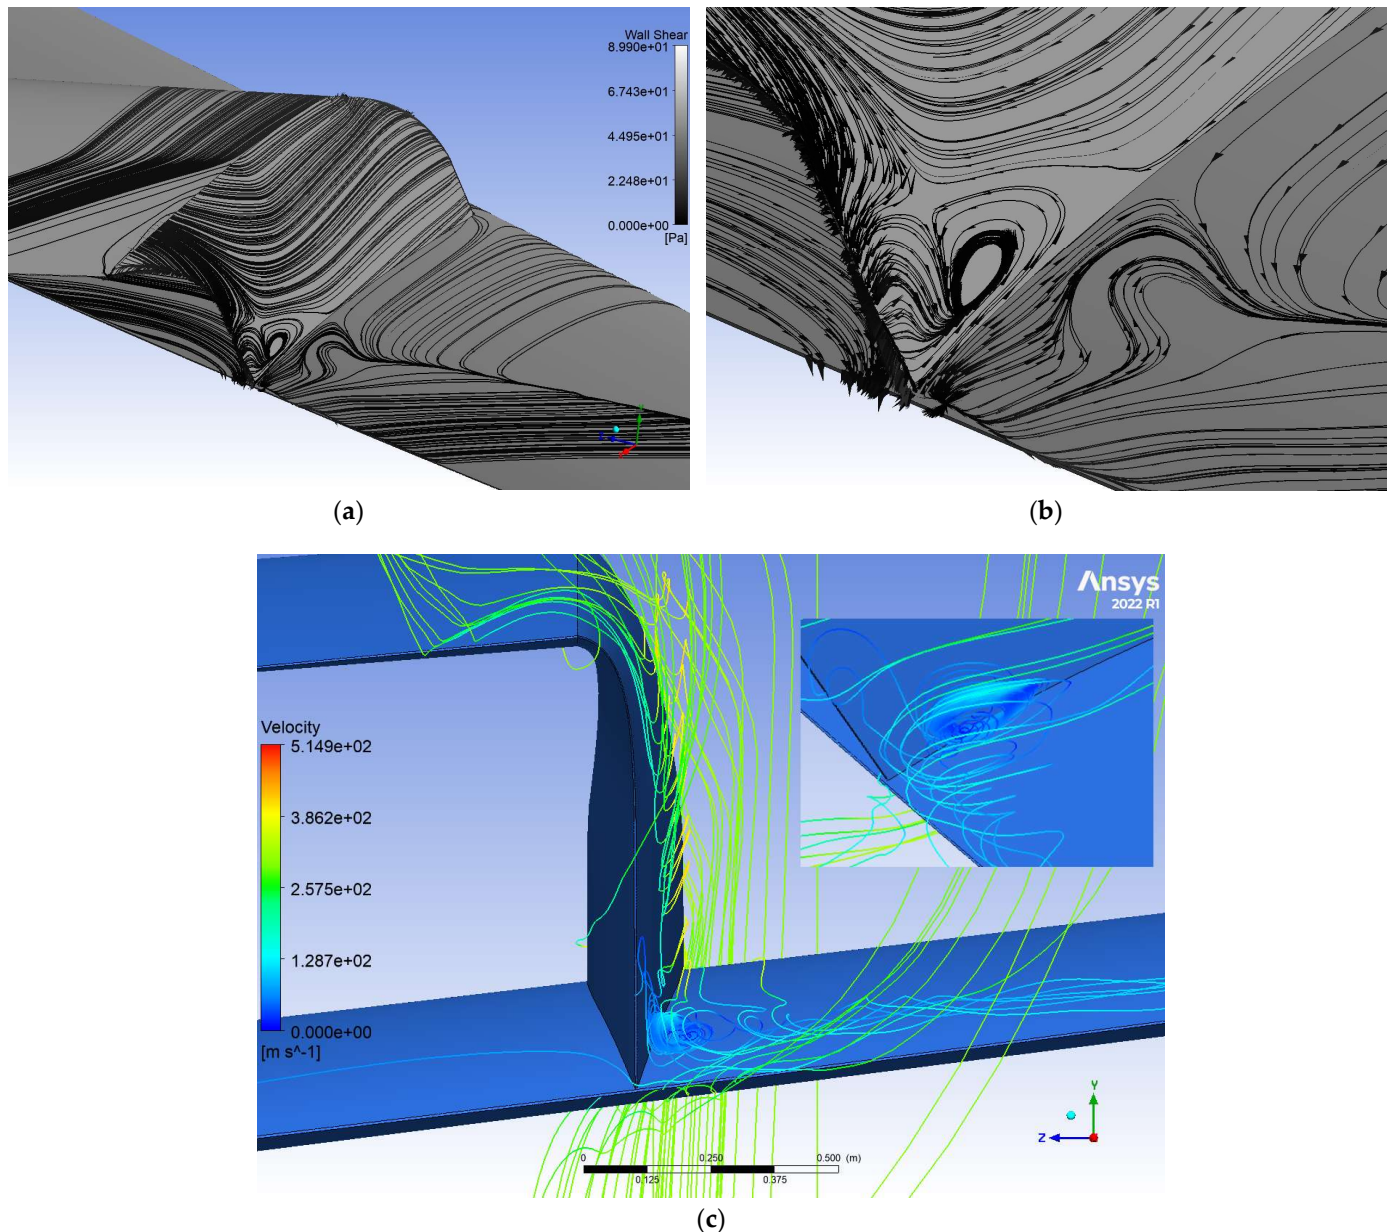 Wall Shear
8.990e+01
6.743e+01
4.495e+01
2.248e+01
0.000e+00
[Pa]
(a)
(b)
Ansys
2022 R1
Velocity
5.149e+02
3.862e+02
2.575e+02
1.287e+02
0.000e+00
[m s^-1]
Y
Z
0 0.250 0.500 (m)
0.125 0.375
(c)